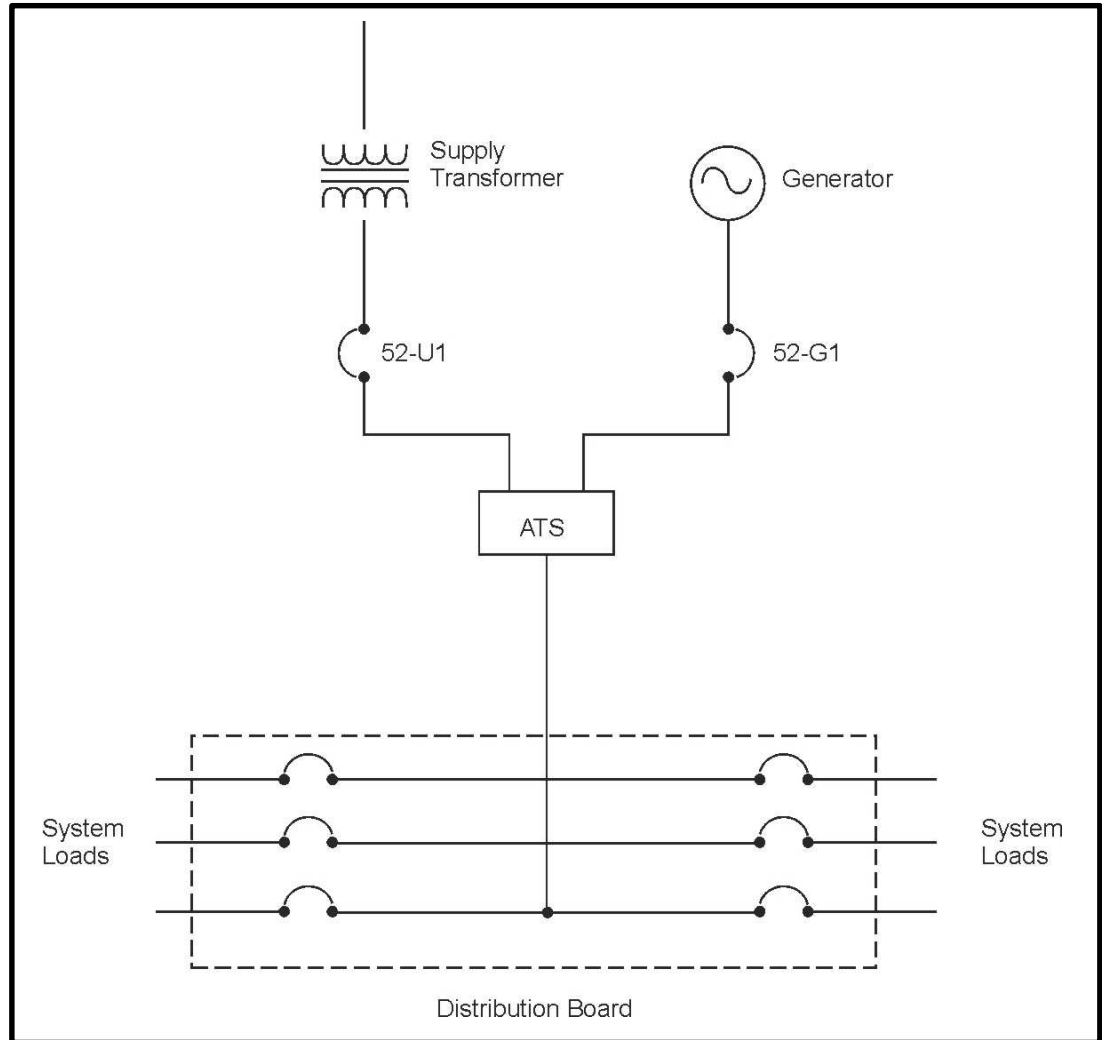 Supply
Transformer
Generator
52-U1
52-G1
ATS
System
Loads
System
Loads
Distribution Board